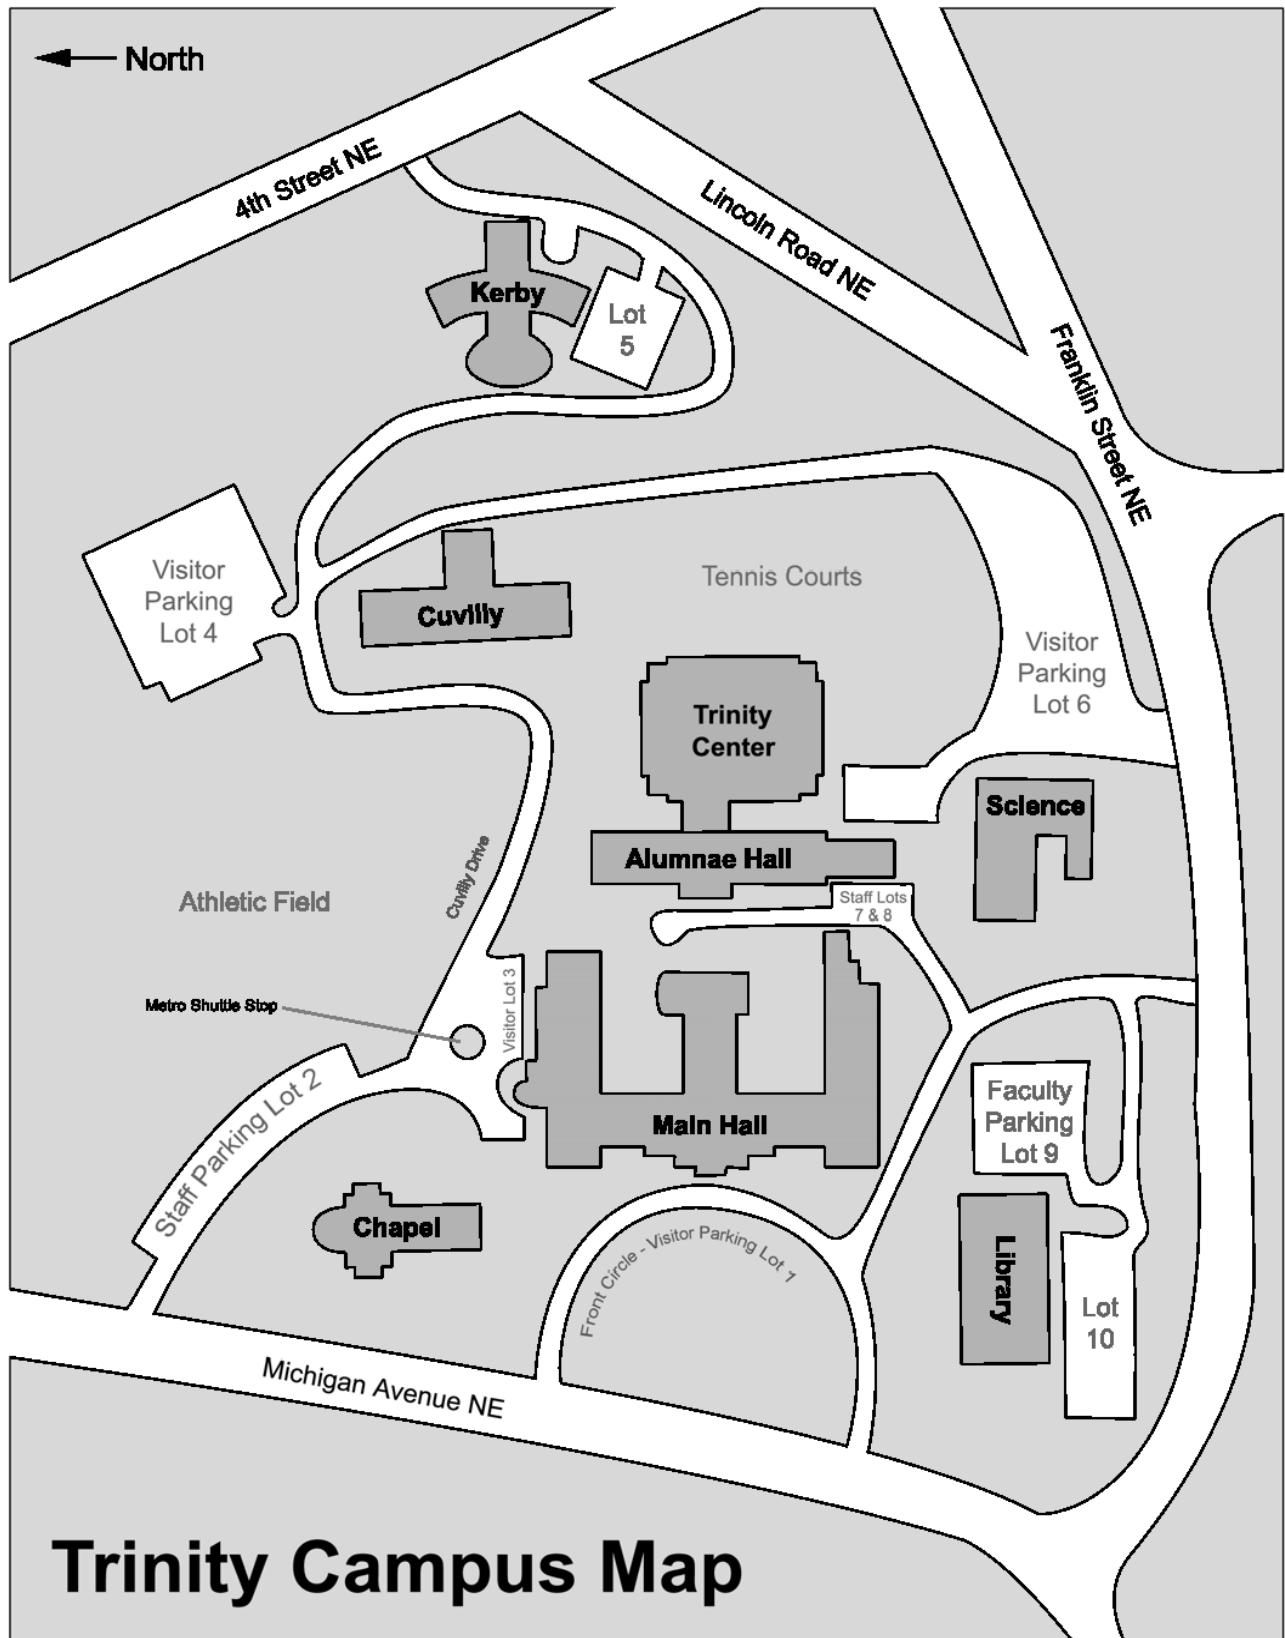 North
4th Street NE
Lincoln Road NE
Kerby
Lot
5
Franklin Street NE
Visitor
Parking
Lot 4
Tennis Courts
Cuvilly
Visitor
Parking
Lot 6
Trinity
Center
Science
Alumnae Hall
Cuvilly Drive
Athletic Field
Staff Lots
7 & 8
Metro Shuttle Stop
Visitor Lot 3
Staff Parking Lot 2
Main Hall
Faculty
Parking
Lot 9
Chapel
Front Circle - Visitor Parking Lot 1
Library
Lot
10
Michigan Avenue NE
Trinity Campus Map